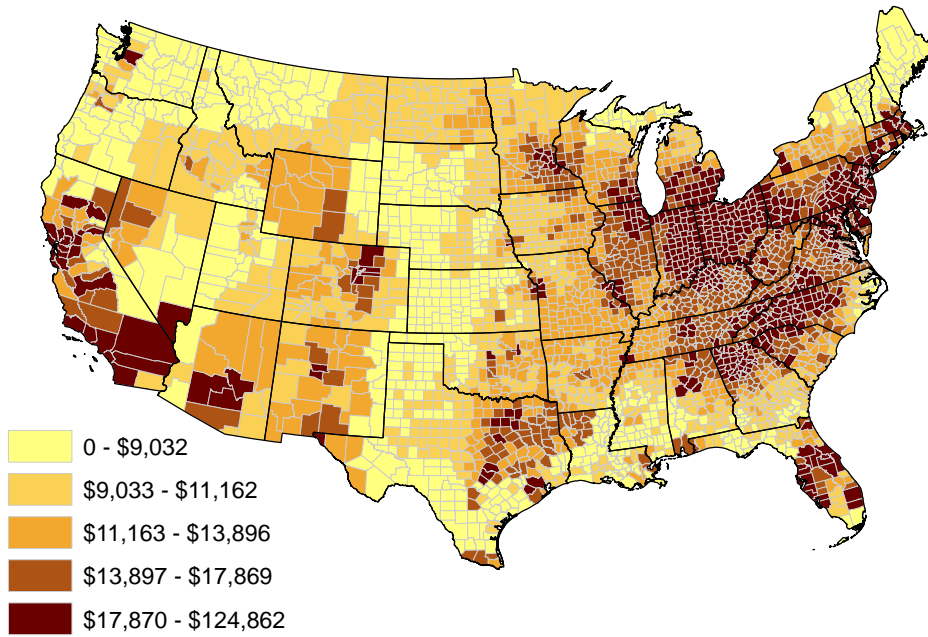 0 - $9,032
$9,033 - $11,162
$11,163 - $13,896
$13,897 - $17,869
$17,870 - $124,862